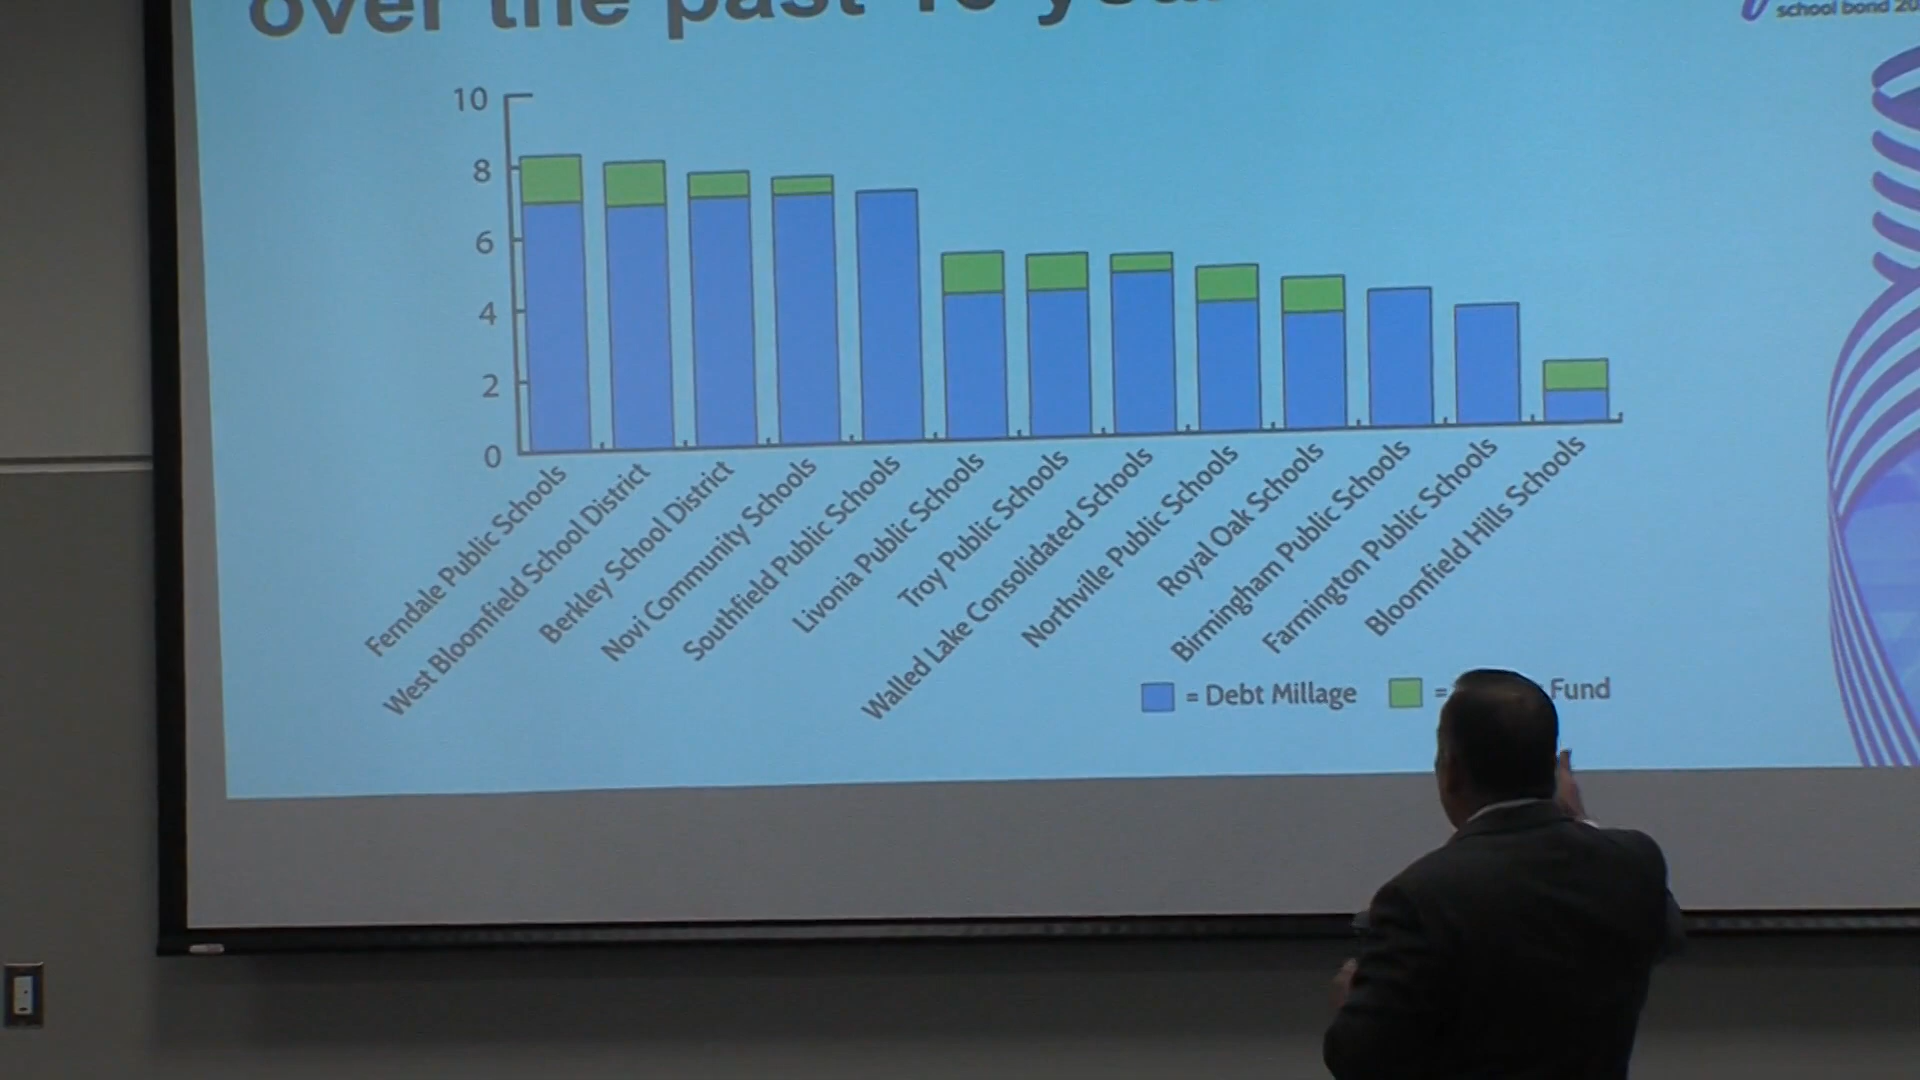 over the past 10
school bond
10
8
6
4
2
0
Ferndale Public Schools
West Bloomfield School District
Berkley School District
Novi Community Schools
Southfield Public Schools
Livonia Public Schools
Troy Public Schools
Walled Lake Consolidated Schools
Northville Public Schools
Royal Oak Schools
Birmingham Public Schools
Farmington Public Schools
Bloomfield Hills Schools
= Debt Millage
= Fund